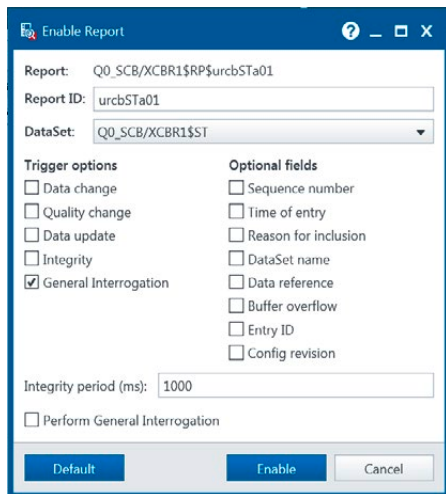 Enable Report
Report: Q0_SCB/XCBR1$RP$urcbSTa01
Report ID: urcbSTa01
DataSet: Q0_SCB/XCBR1$ST
Trigger options Optional fields
Data change Sequence number
Quality change Time of entry
Data update Reason for inclusion
Integrity DataSet name
General Interrogation Data reference
Buffer overflow
Entry ID
Config revision
Integrity period (ms): 1000
Perform General Interrogation
Default Enable Cancel